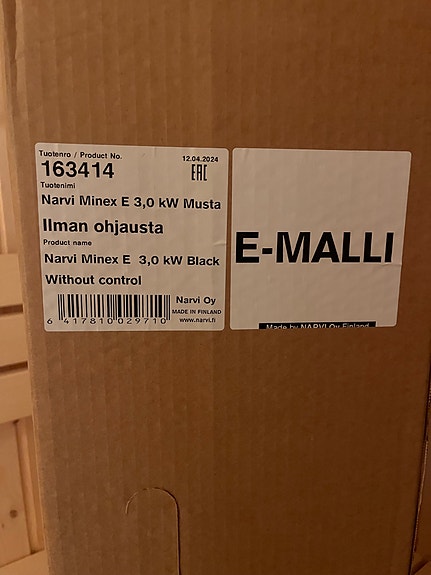 Tuotenro / Product No.
163414
12.04.2024
EAC
Tuotenimi
Narvi Minex E 3,0 kW Musta
Ilman ohjausta
Product name
Narvi Minex E 3,0 kW Black
Without control
Narvi Oy
MADE IN FINLAND
www.narvi.fi
6 417810 029710
E-MALLI
Made by NARVI Oy Finland